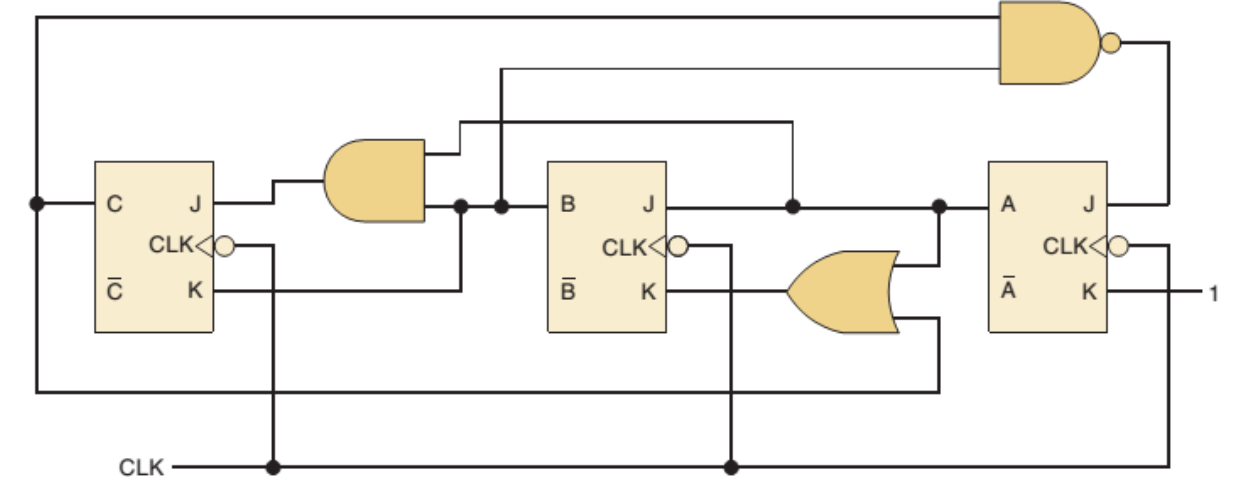 C J B J A J
CLK CLK CLK
C̅ K B̅ K A̅ K 1
CLK